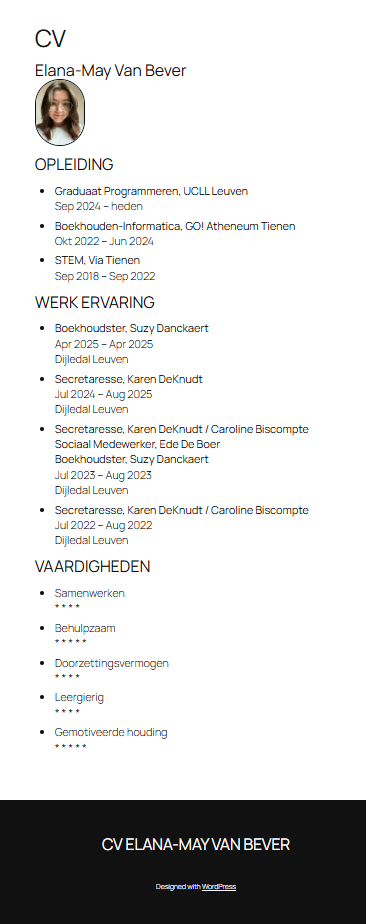 CV
Elana-May Van Bever
OPLEIDING
Graduaat Programmeren, UCLL Leuven
Sep 2024 – heden
Boekhouden-Informatica, GO! Atheneum Tienen
Okt 2022 – Jun 2024
STEM, Via Tienen
Sep 2018 – Sep 2022
WERK ERVARING
Boekhoudster, Suzy Danckaert
Apr 2025 – Apr 2025
Dijledal Leuven
Secretaresse, Karen DeKnudt
Jul 2024 – Aug 2025
Dijledal Leuven
Secretaresse, Karen DeKnudt / Caroline Biscompte
Sociaal Medewerker, Ede De Boer
Boekhoudster, Suzy Danckaert
Jul 2023 – Aug 2023
Dijledal Leuven
Secretaresse, Karen DeKnudt / Caroline Biscompte
Jul 2022 – Aug 2022
Dijledal Leuven
VAARDIGHEDEN
Samenwerken
* * * *
Behulpzaam
* * * * *
Doorzettingsvermogen
* * * *
Leergierig
* * * *
Gemotiveerde houding
* * * * *
CV ELANA-MAY VAN BEVER
Designed with WordPress